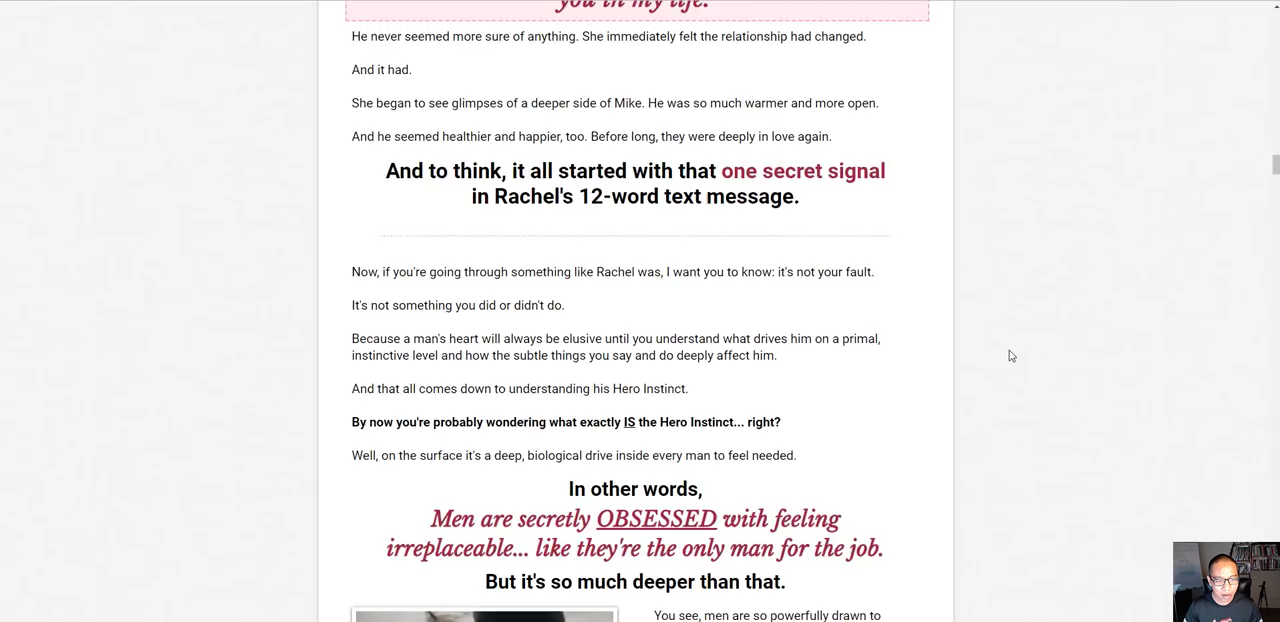 you in my life.
He never seemed more sure of anything. She immediately felt the relationship had changed.
And it had.
She began to see glimpses of a deeper side of Mike. He was so much warmer and more open.
And he seemed healthier and happier, too. Before long, they were deeply in love again.
And to think, it all started with that one secret signal
in Rachel's 12-word text message.
Now, if you're going through something like Rachel was, I want you to know: it's not your fault.
It's not something you did or didn't do.
Because a man's heart will always be elusive until you understand what drives him on a primal,
instinctive level and how the subtle things you say and do deeply affect him.
And that all comes down to understanding his Hero Instinct.
By now you're probably wondering what exactly IS the Hero Instinct... right?
Well, on the surface it's a deep, biological drive inside every man to feel needed.
In other words,
Men are secretly OBSESSED with feeling
irreplaceable... like they're the only man for the job.
But it's so much deeper than that.
You see, men are so powerfully drawn to